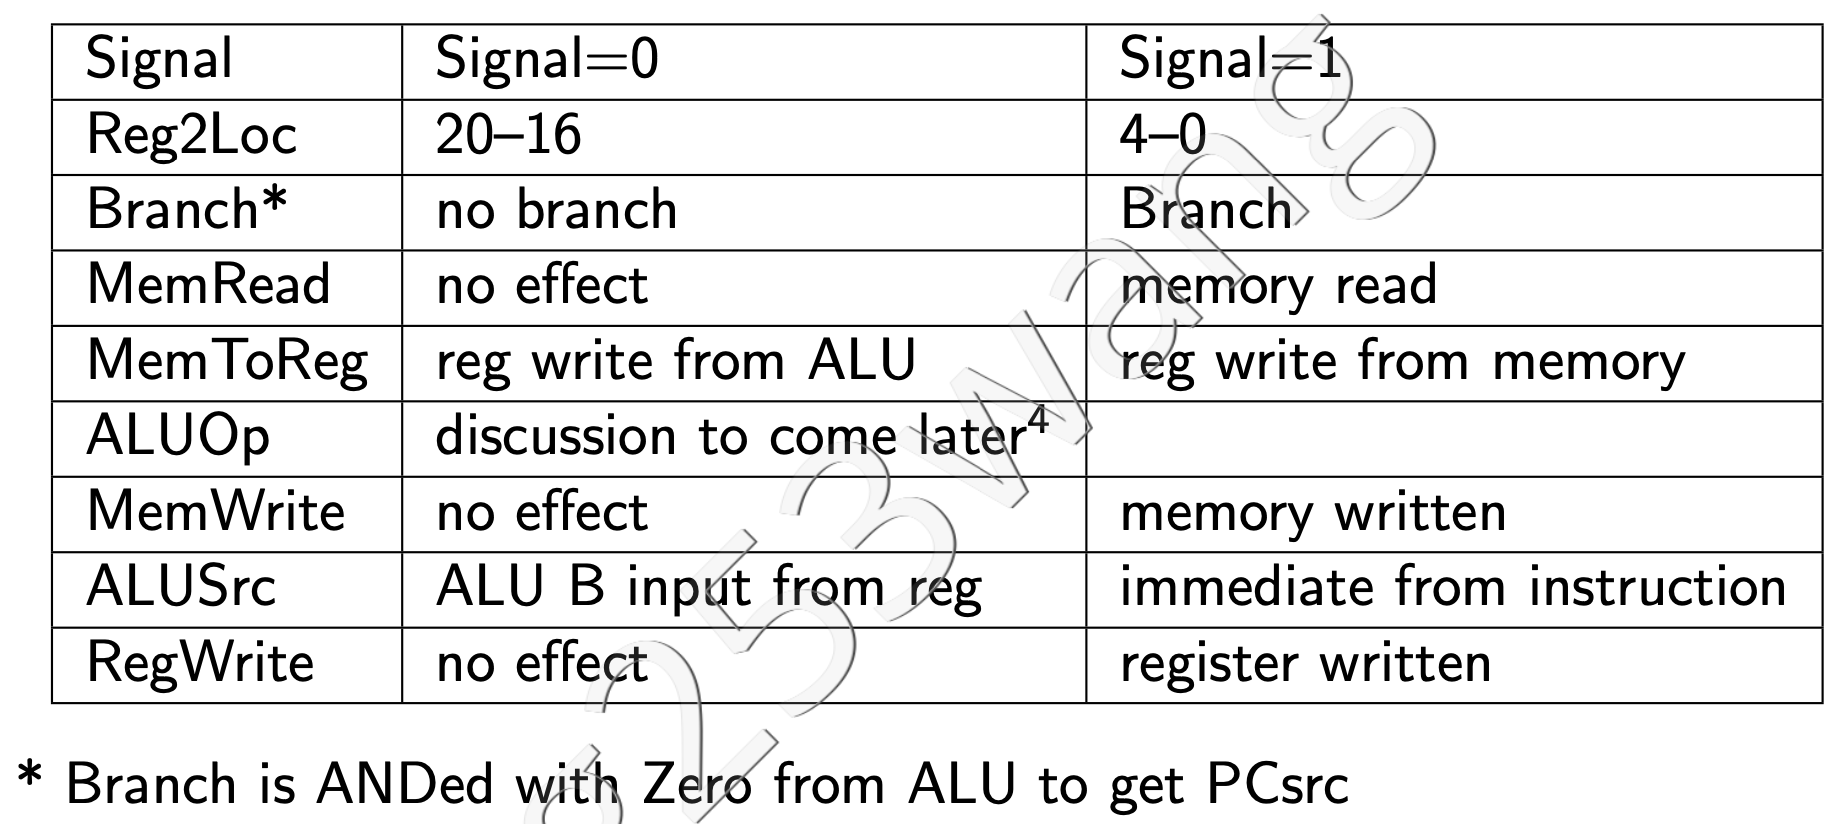 Signal Signal=0 Signal=1
Reg2Loc 20–16 4–0
Branch* no branch Branch
MemRead no effect memory read
MemToReg reg write from ALU reg write from memory
ALUOp discussion to come later4
MemWrite no effect memory written
ALUSrc ALU B input from reg immediate from instruction
RegWrite no effect register written
* Branch is ANDed with Zero from ALU to get PCsrc
253wang